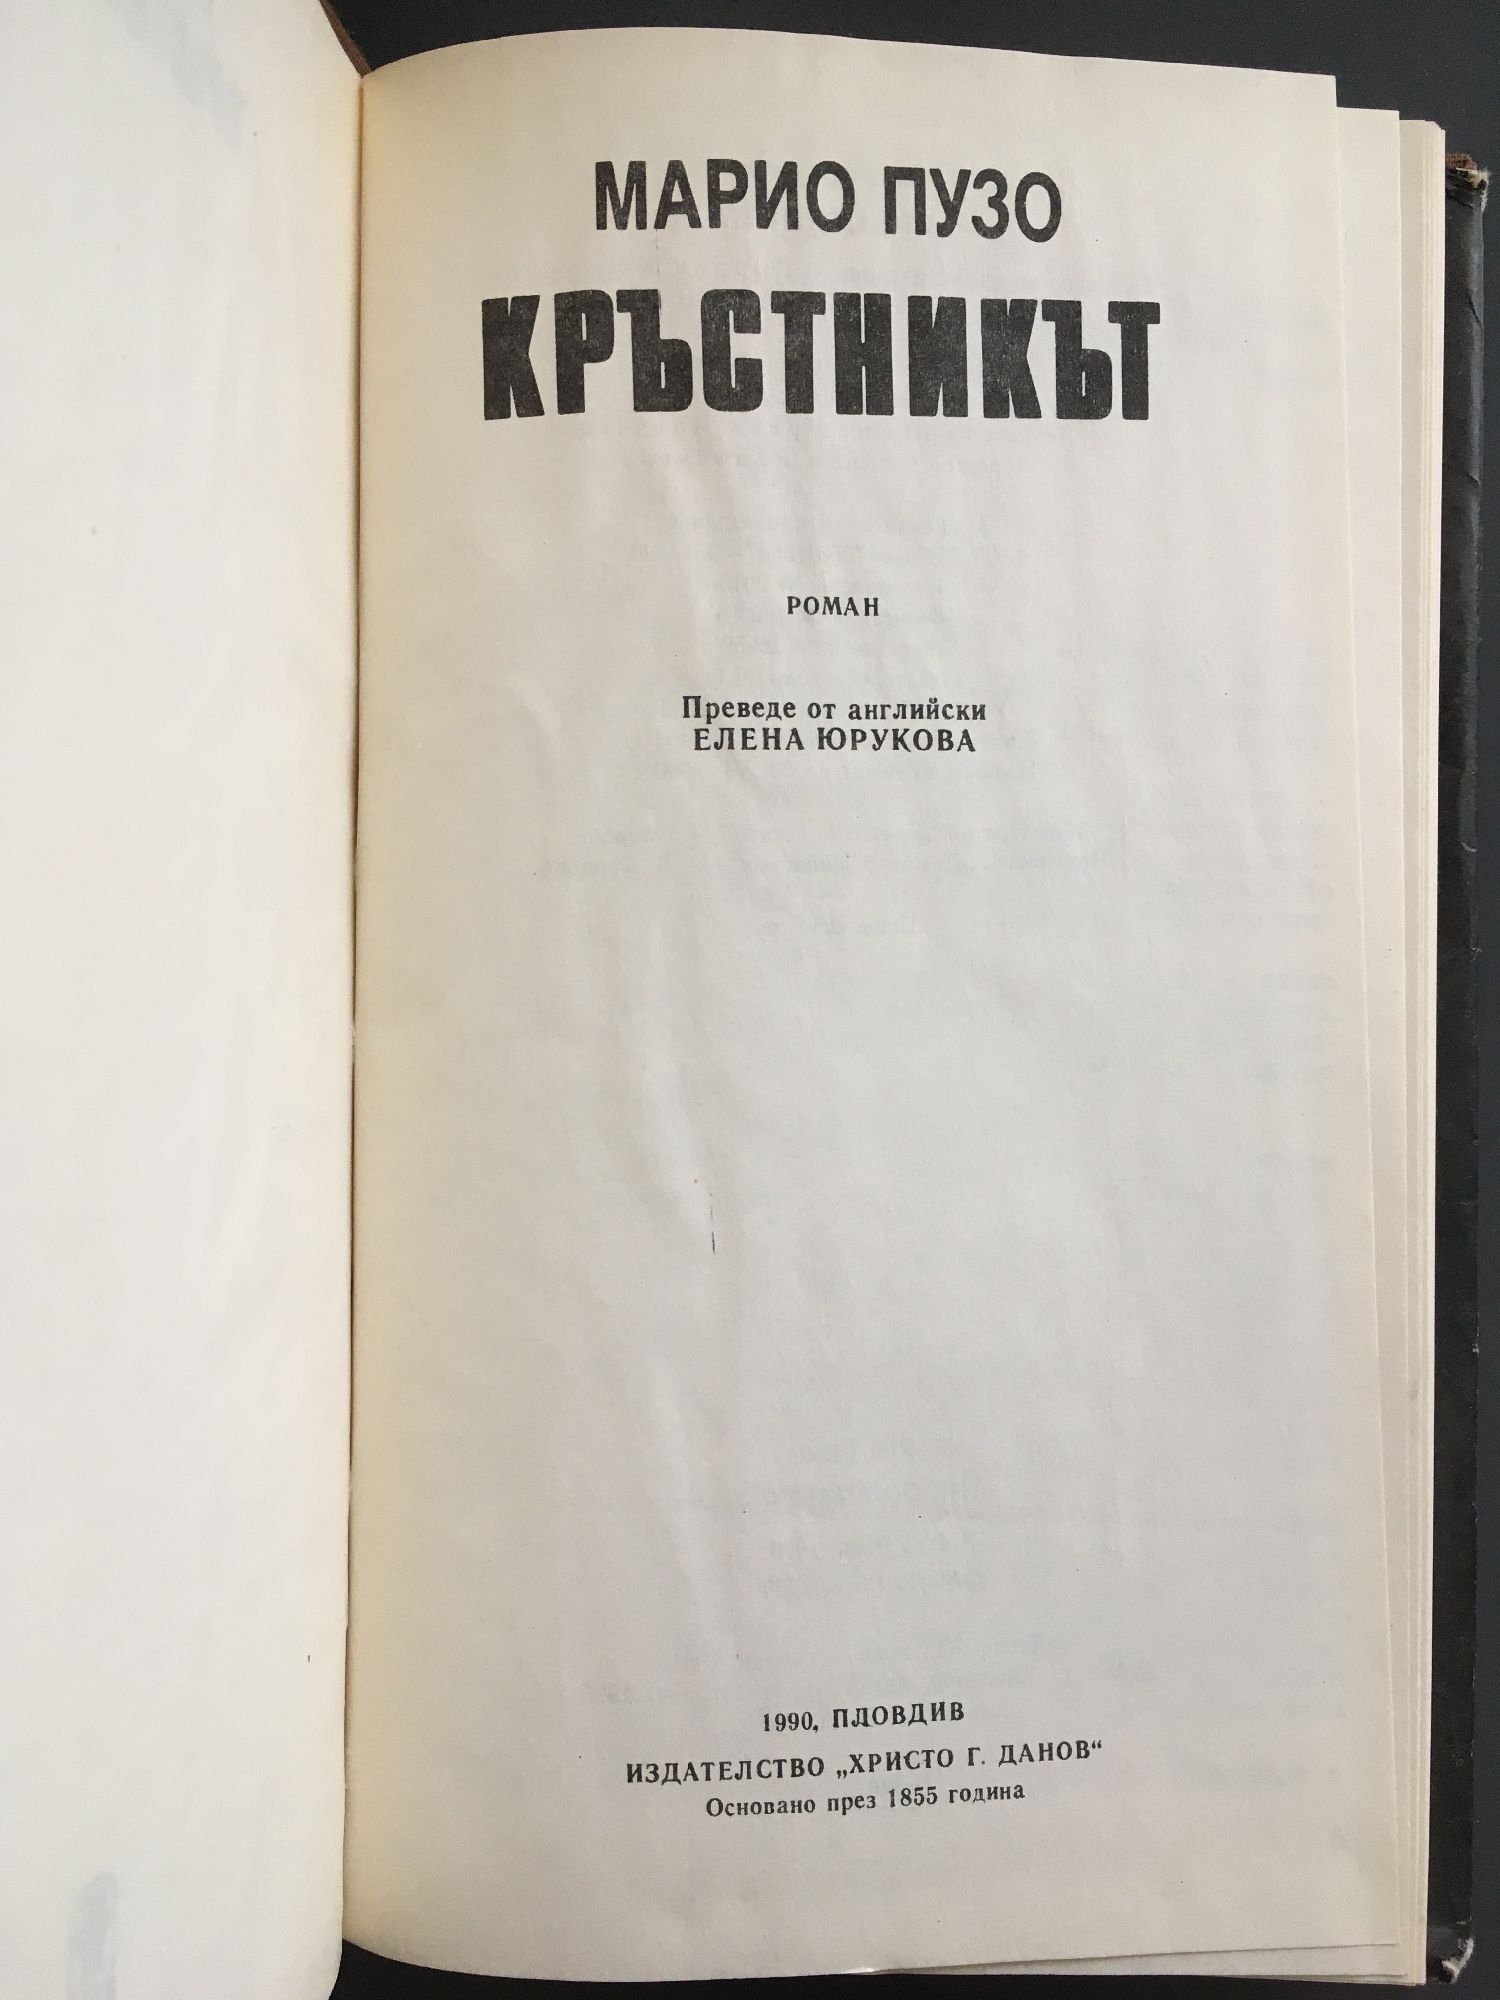 МАРИО ПУЗО
КРЪСТНИКЪТ
РОМАН
Преведе от английски
ЕЛЕНА ЮРУКОВА
1990, ПЛОВДИВ
ИЗДАТЕЛСТВО „ХРИСТО Г. ДАНОВ“
Основано през 1855 година